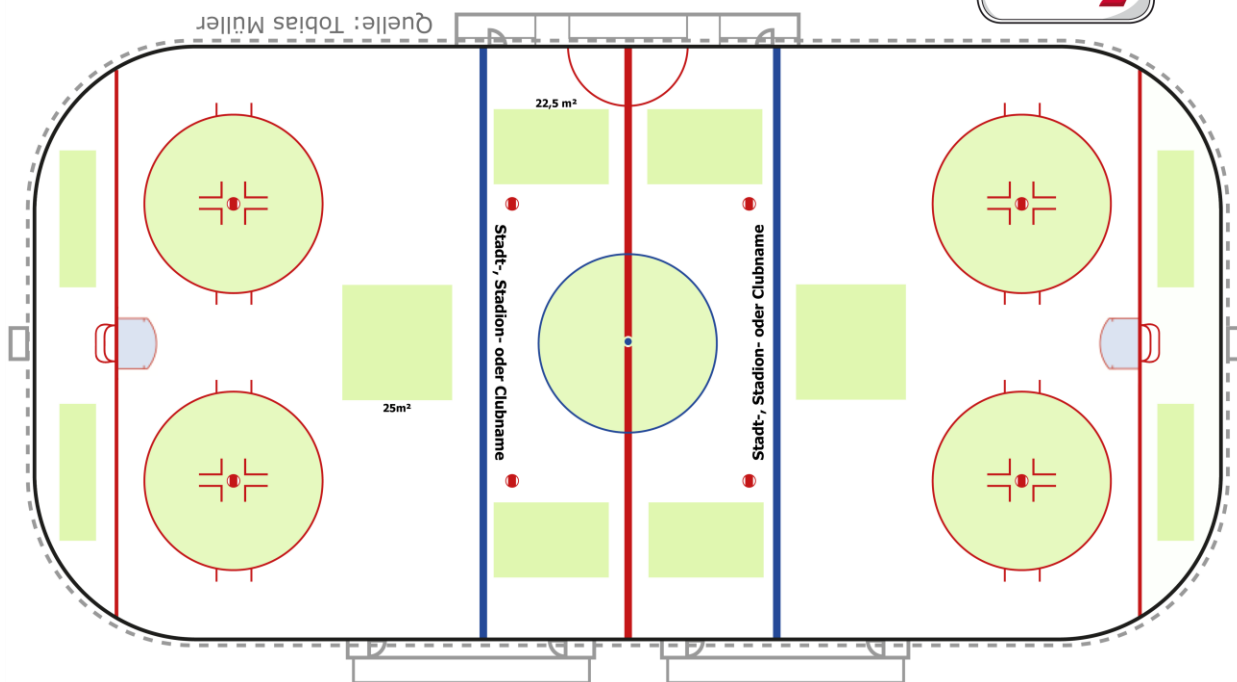 Quelle: Tobias Müller
22,5 m²
Stadt-, Stadion- oder Clubname
Stadt-, Stadion- oder Clubname
25m²